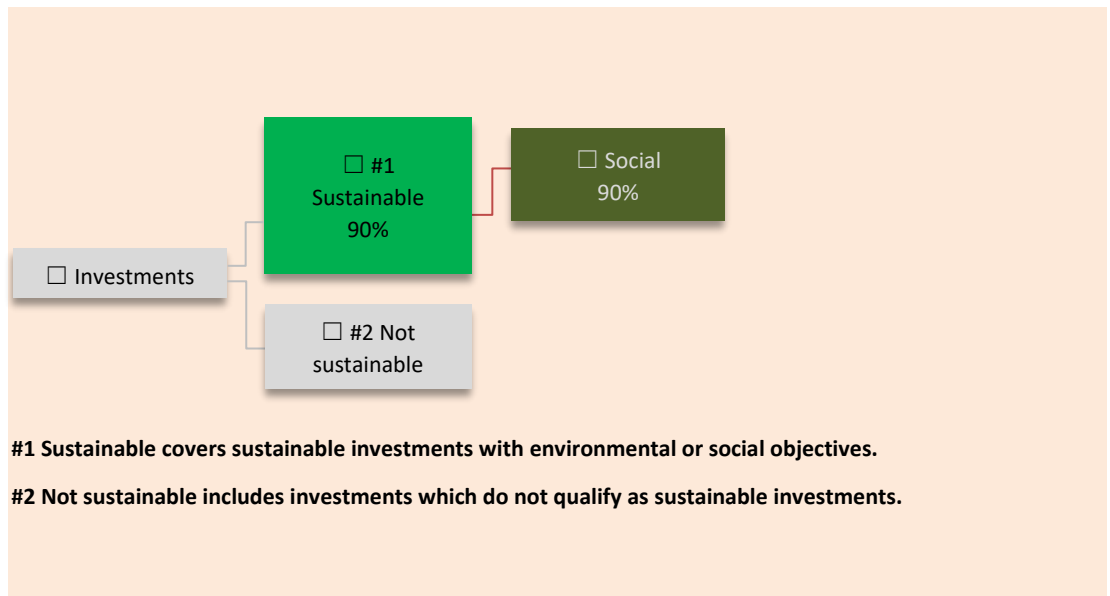 ☐ #1
Sustainable
90%
☐ Social
90%
☐ Investments
☐ #2 Not
sustainable
#1 Sustainable covers sustainable investments with environmental or social objectives.
#2 Not sustainable includes investments which do not qualify as sustainable investments.